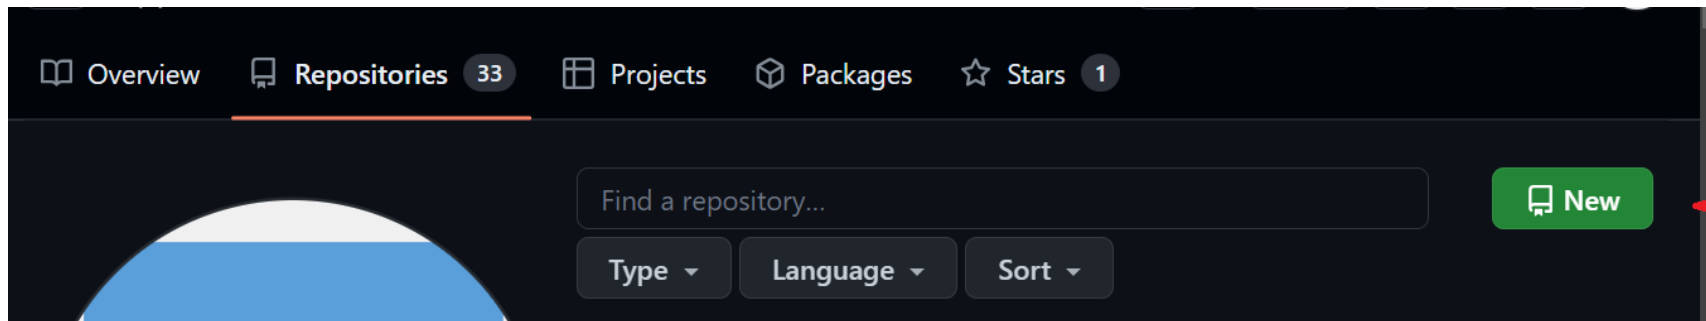 Overview Repositories 33 Projects Packages Stars 1
Find a repository... New
Type Language Sort